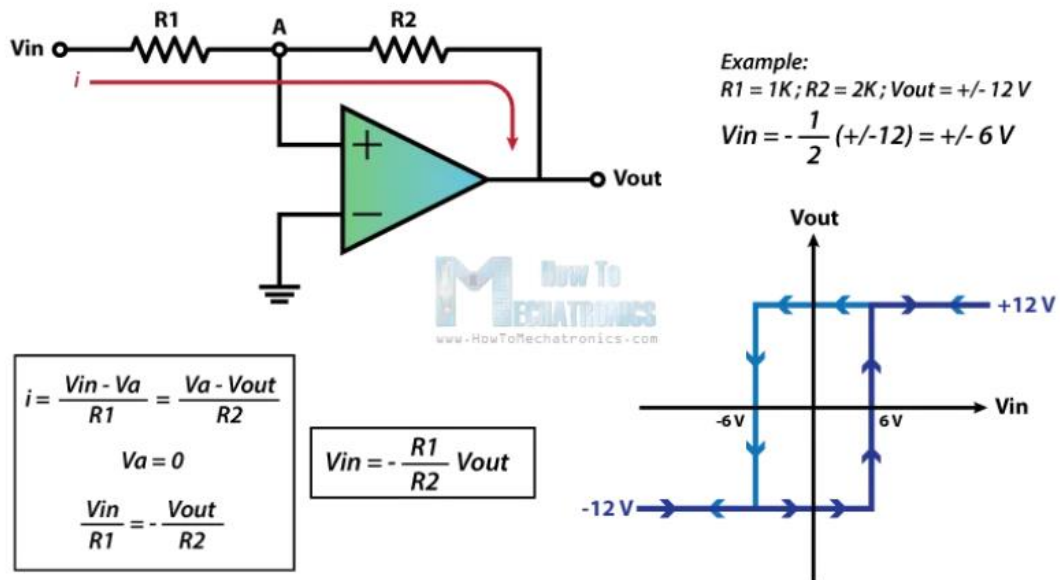 R1
R2
A
Vin
i
+
−
Vout
Example:
R1 = 1K ; R2 = 2K ; Vout = +/- 12 V
Vin = - 1/2 (+/-12) = +/- 6 V
How To
MECHATRONICS
www.HowToMechatronics.com
Vout
+12 V
Vin
-6 V
6 V
-12 V
i = Vin - Va / R1 = Va - Vout / R2
Va = 0
Vin / R1 = - Vout / R2
Vin = - R1 / R2 Vout